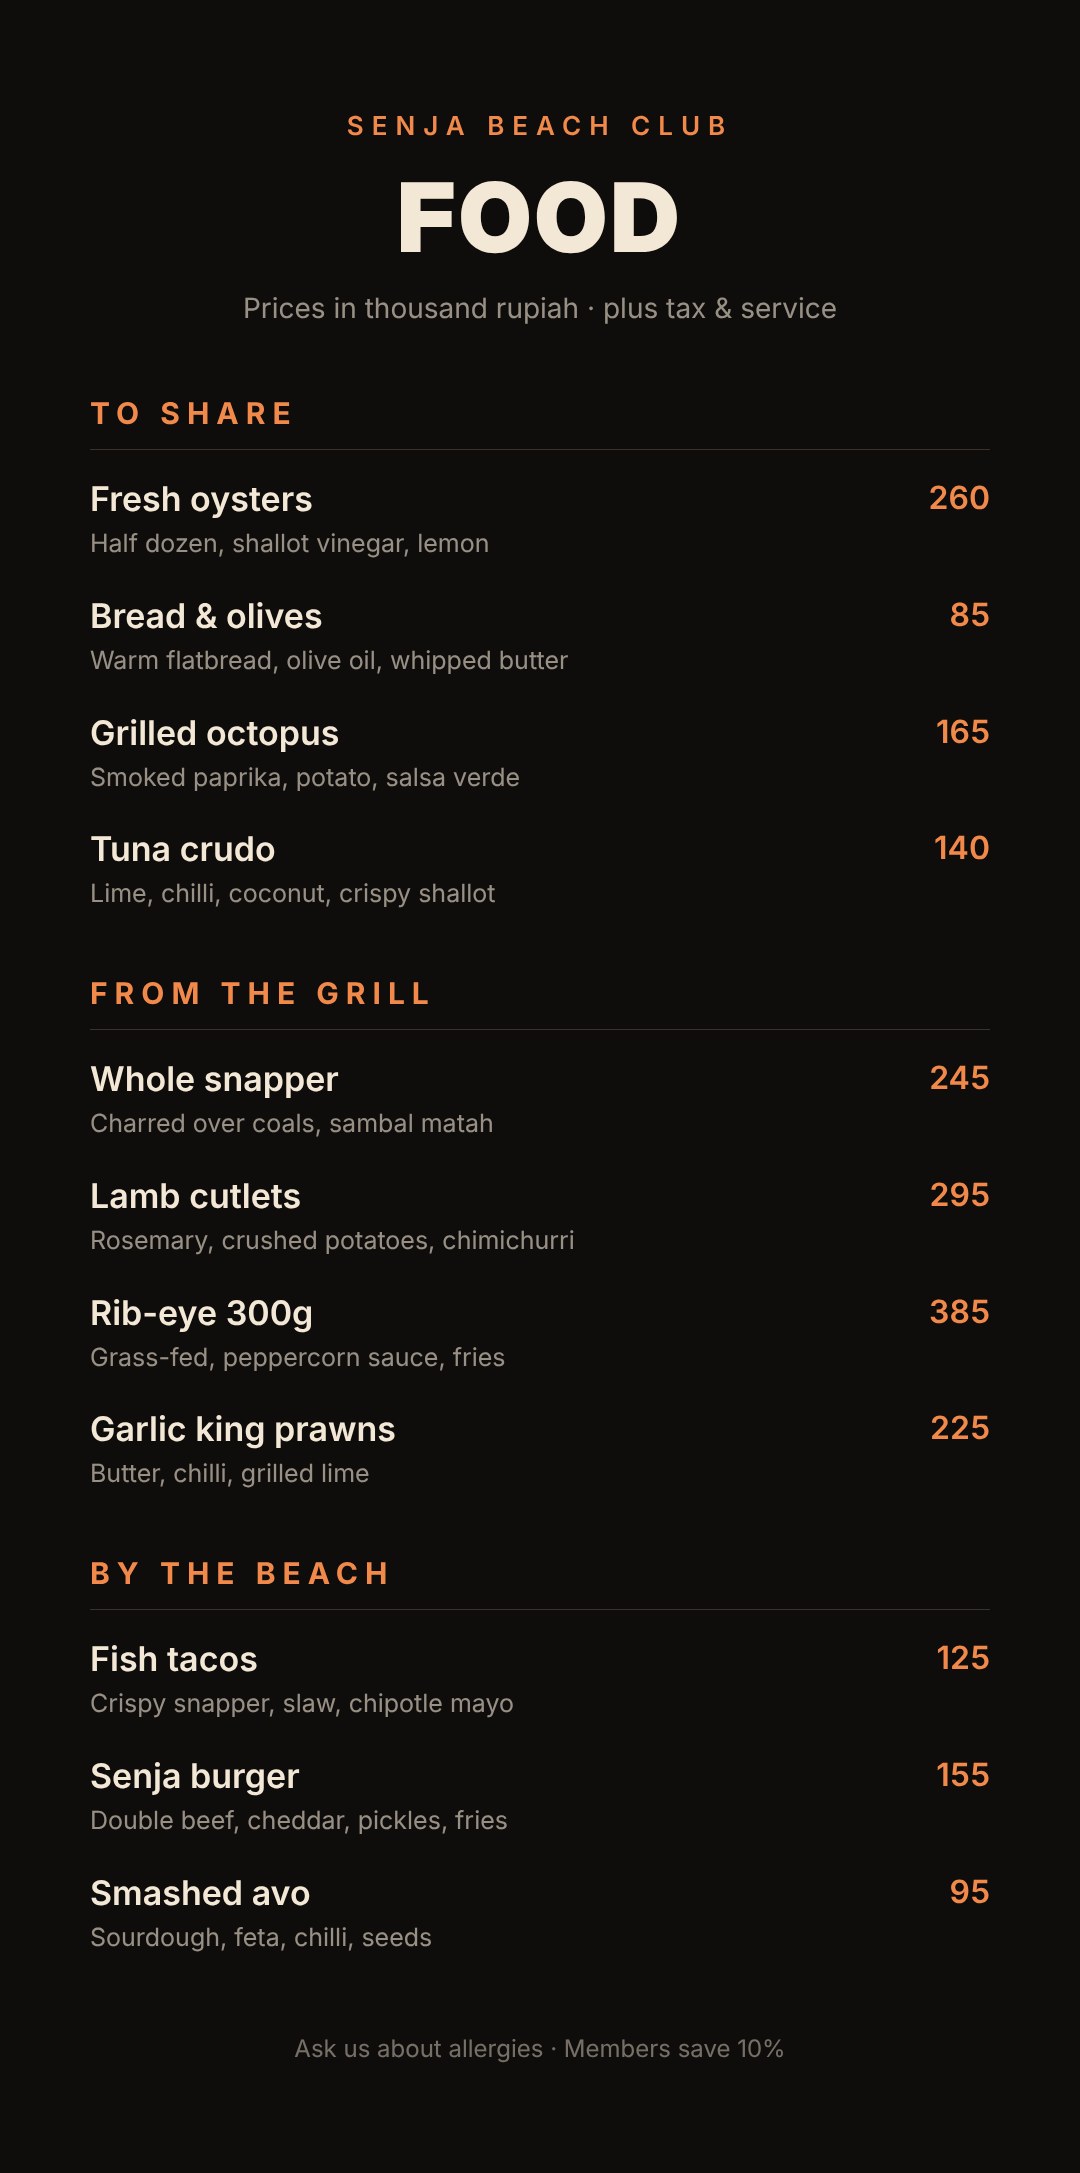 SENJA BEACH CLUB
FOOD
Prices in thousand rupiah · plus tax & service
TO SHARE
Fresh oysters 260
Half dozen, shallot vinegar, lemon
Bread & olives 85
Warm flatbread, olive oil, whipped butter
Grilled octopus 165
Smoked paprika, potato, salsa verde
Tuna crudo 140
Lime, chilli, coconut, crispy shallot
FROM THE GRILL
Whole snapper 245
Charred over coals, sambal matah
Lamb cutlets 295
Rosemary, crushed potatoes, chimichurri
Rib-eye 300g 385
Grass-fed, peppercorn sauce, fries
Garlic king prawns 225
Butter, chilli, grilled lime
BY THE BEACH
Fish tacos 125
Crispy snapper, slaw, chipotle mayo
Senja burger 155
Double beef, cheddar, pickles, fries
Smashed avo 95
Sourdough, feta, chilli, seeds
Ask us about allergies · Members save 10%